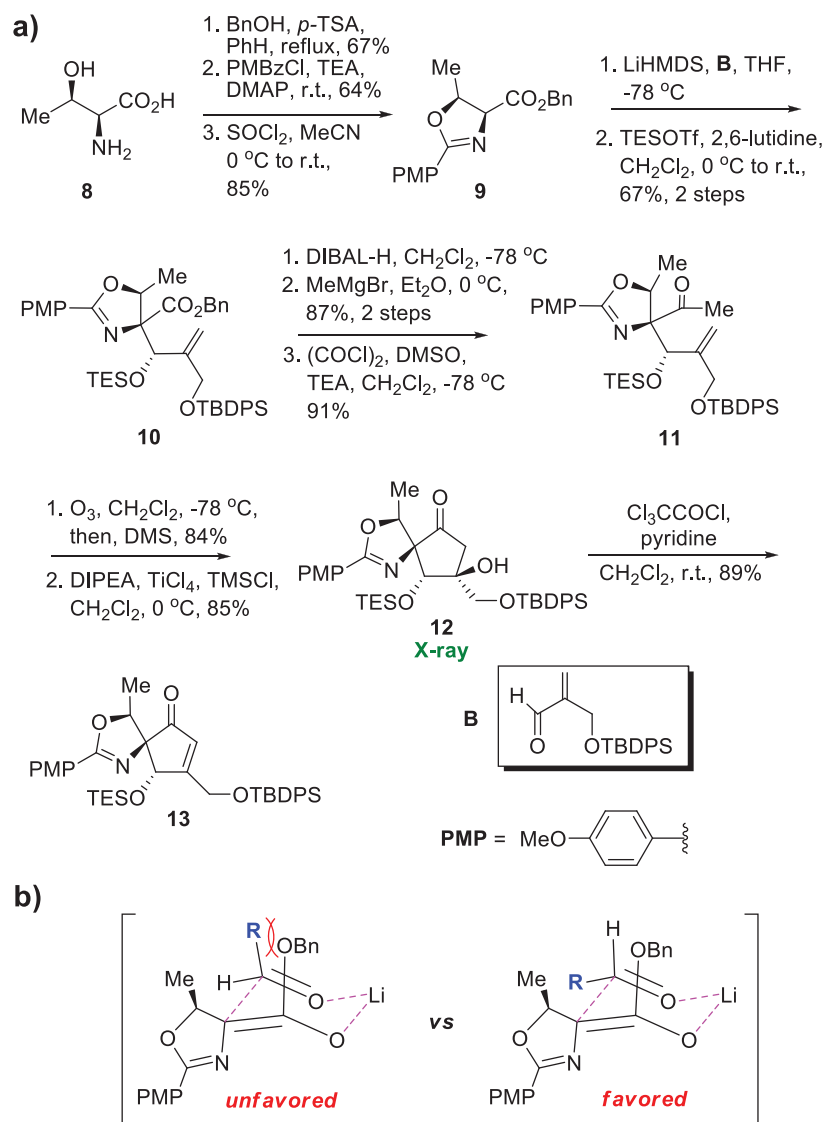 a)
OH
Me
CO2H
NH2
8
1. BnOH, p-TSA,
PhH, reflux, 67%
2. PMBzCl, TEA,
DMAP, r.t., 64%
3. SOCl2, MeCN
0 °C to r.t.,
85%
Me
O
CO2Bn
N
PMP
9
1. LiHMDS, B, THF,
-78 °C
2. TESOTf, 2,6-lutidine,
CH2Cl2, 0 °C to r.t.,
67%, 2 steps
O
Me
PMP
CO2Bn
N
TESO
OTBDPS
10
1. DIBAL-H, CH2Cl2, -78 °C
2. MeMgBr, Et2O, 0 °C,
87%, 2 steps
3. (COCl)2, DMSO,
TEA, CH2Cl2, -78 °C
91%
Me
O
O
PMP
N
Me
TESO
OTBDPS
11
1. O3, CH2Cl2, -78 °C,
then, DMS, 84%
2. DIPEA, TiCl4, TMSCl,
CH2Cl2, 0 °C, 85%
Me
O
O
PMP
N
OH
TESO
OTBDPS
12
X-ray
Cl3CCOCl,
pyridine
CH2Cl2, r.t., 89%
Me
O
O
PMP
N
TESO
OTBDPS
13
B
H
O
OTBDPS
PMP = MeO
b)
R
OBn
H
Me
O
Li
O
O
N
PMP
unfavored
vs
H
OBn
Me
R
O
Li
O
O
N
PMP
favored